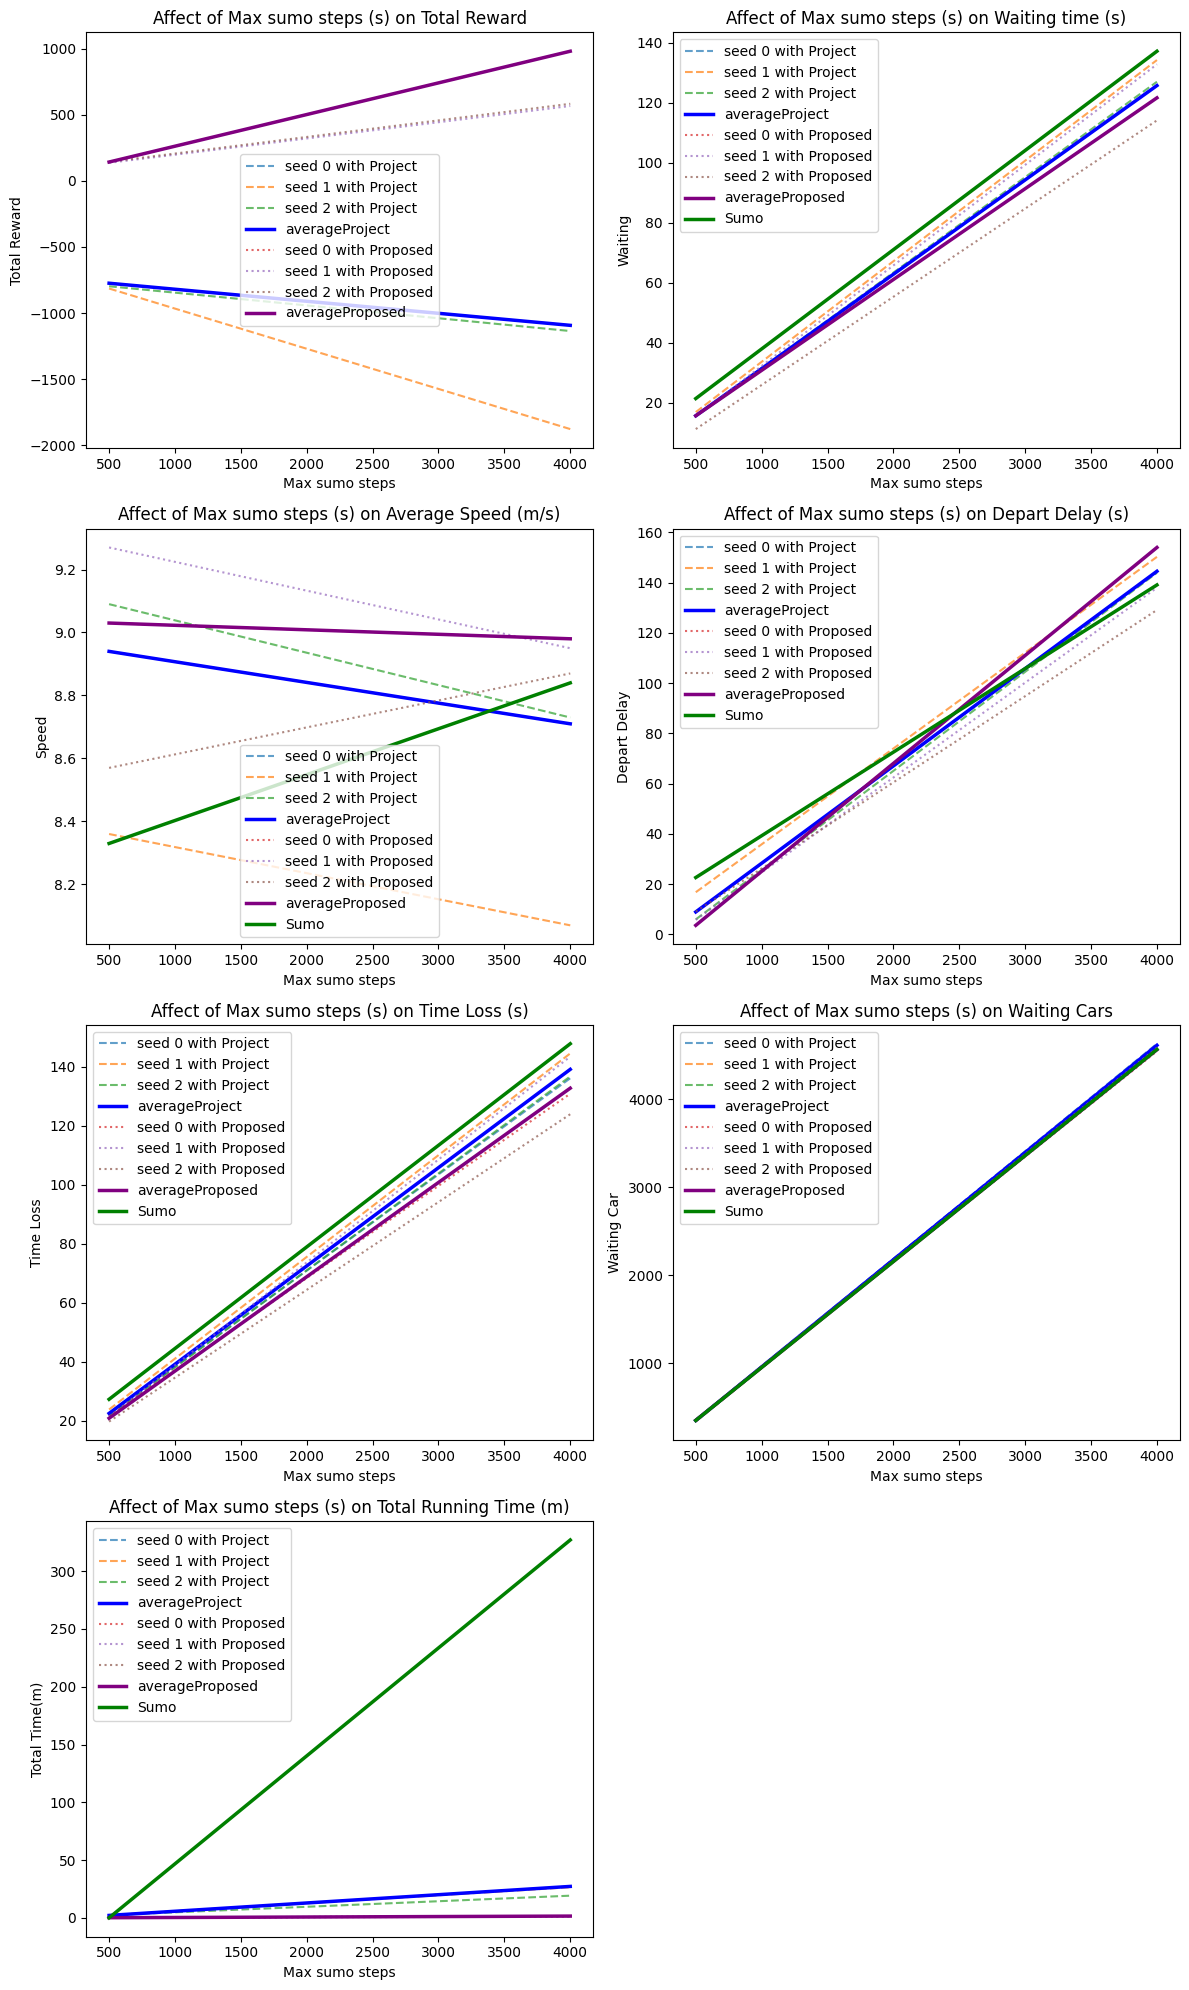 Affect of Max sumo steps (s) on Total Reward
1000
500
0
−500
−1000
−1500
−2000
Total Reward
seed 0 with Project
seed 1 with Project
seed 2 with Project
averageProject
seed 0 with Proposed
seed 1 with Proposed
seed 2 with Proposed
averageProposed
500 1000 1500 2000 2500 3000 3500 4000
Max sumo steps
Affect of Max sumo steps (s) on Waiting time (s)
140
120
100
80
60
40
20
Waiting
seed 0 with Project
seed 1 with Project
seed 2 with Project
averageProject
seed 0 with Proposed
seed 1 with Proposed
seed 2 with Proposed
averageProposed
Sumo
500 1000 1500 2000 2500 3000 3500 4000
Max sumo steps
Affect of Max sumo steps (s) on Average Speed (m/s)
9.2
9.0
8.8
8.6
8.4
8.2
Speed
seed 0 with Project
seed 1 with Project
seed 2 with Project
averageProject
seed 0 with Proposed
seed 1 with Proposed
seed 2 with Proposed
averageProposed
Sumo
500 1000 1500 2000 2500 3000 3500 4000
Max sumo steps
Affect of Max sumo steps (s) on Depart Delay (s)
160
140
120
100
80
60
40
20
0
Depart Delay
seed 0 with Project
seed 1 with Project
seed 2 with Project
averageProject
seed 0 with Proposed
seed 1 with Proposed
seed 2 with Proposed
averageProposed
Sumo
500 1000 1500 2000 2500 3000 3500 4000
Max sumo steps
Affect of Max sumo steps (s) on Time Loss (s)
140
120
100
80
60
40
20
Time Loss
seed 0 with Project
seed 1 with Project
seed 2 with Project
averageProject
seed 0 with Proposed
seed 1 with Proposed
seed 2 with Proposed
averageProposed
Sumo
500 1000 1500 2000 2500 3000 3500 4000
Max sumo steps
Affect of Max sumo steps (s) on Waiting Cars
4000
3000
2000
1000
Waiting Car
seed 0 with Project
seed 1 with Project
seed 2 with Project
averageProject
seed 0 with Proposed
seed 1 with Proposed
seed 2 with Proposed
averageProposed
Sumo
500 1000 1500 2000 2500 3000 3500 4000
Max sumo steps
Affect of Max sumo steps (s) on Total Running Time (m)
300
250
200
150
100
50
0
Total Time(m)
seed 0 with Project
seed 1 with Project
seed 2 with Project
averageProject
seed 0 with Proposed
seed 1 with Proposed
seed 2 with Proposed
averageProposed
Sumo
500 1000 1500 2000 2500 3000 3500 4000
Max sumo steps